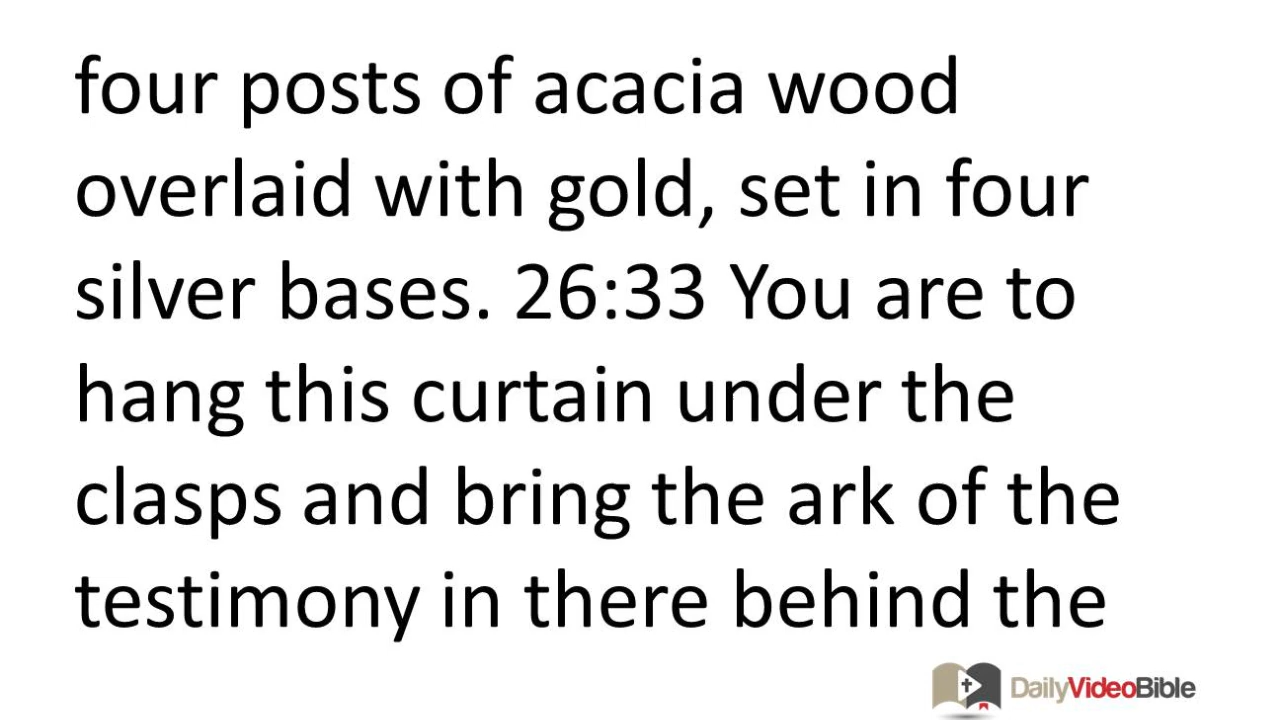 four posts of acacia wood
overlaid with gold, set in four
silver bases. 26:33 You are to
hang this curtain under the
clasps and bring the ark of the
testimony in there behind the
DailyVideoBible